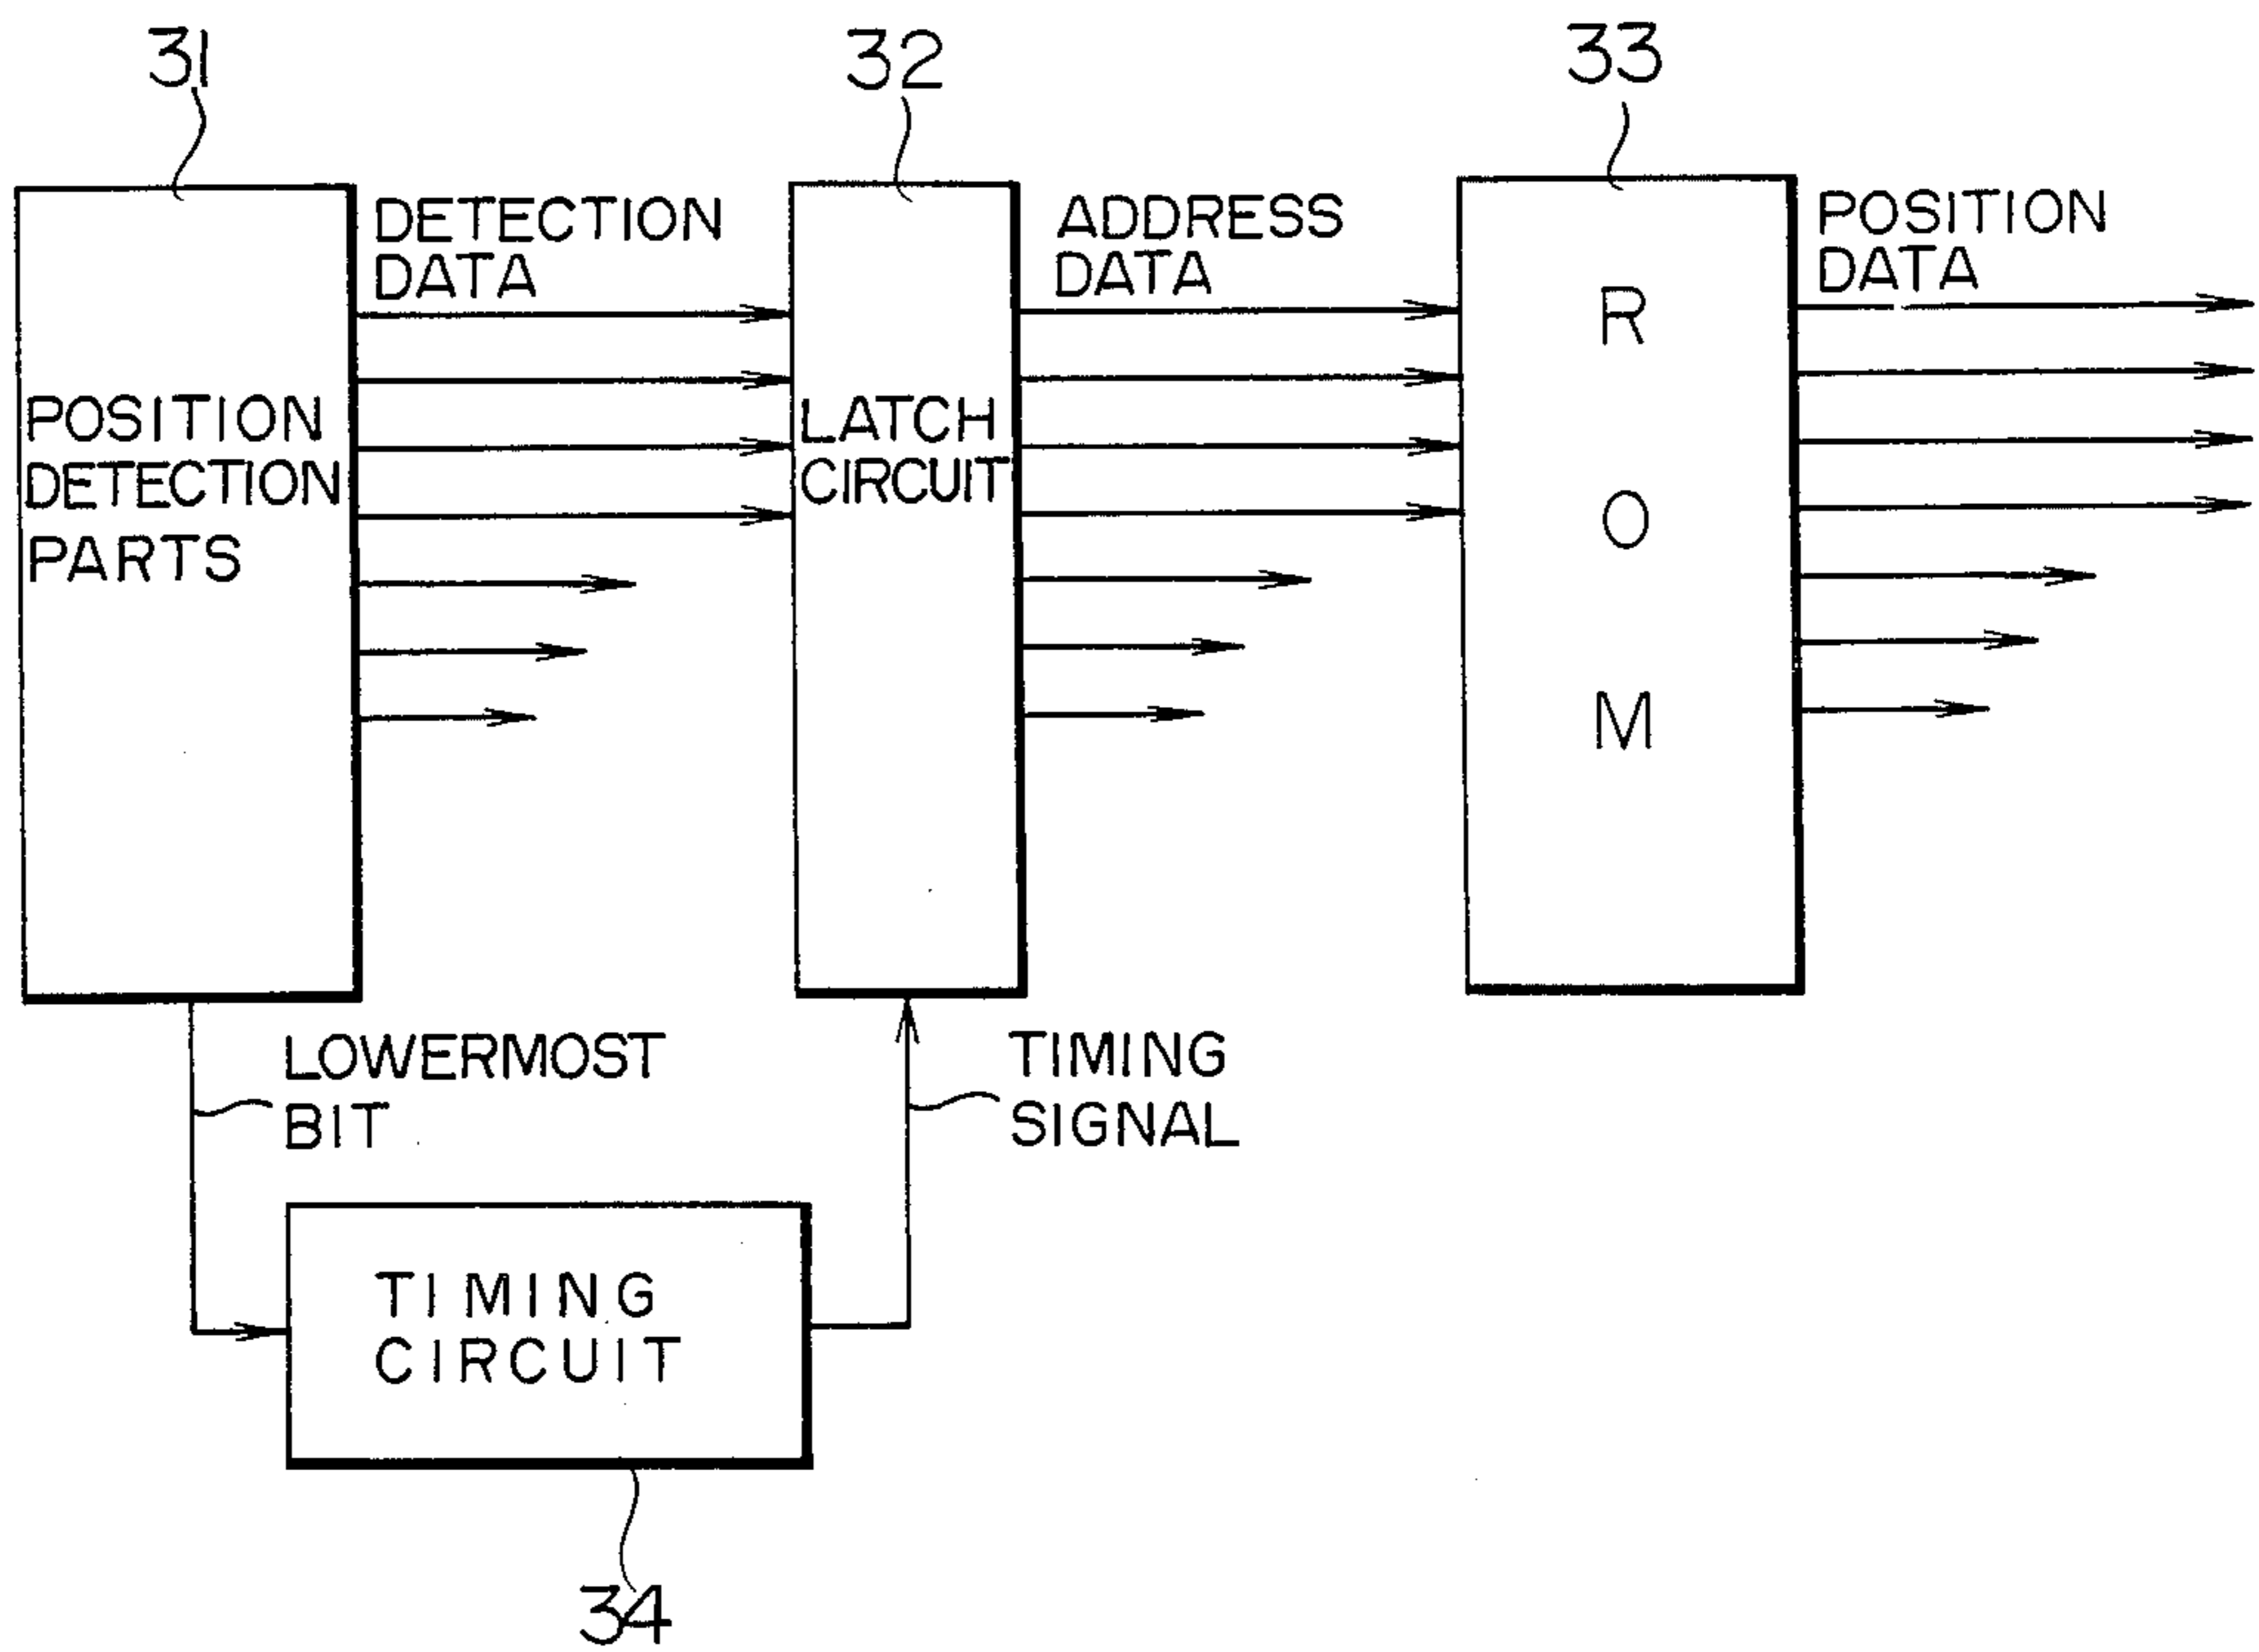 31
32
33
DETECTION
DATA
ADDRESS
DATA
POSITION
DATA
POSITION
DETECTION
PARTS
LATCH
CIRCUIT
R
O
M
LOWERMOST
BIT
TIMING
SIGNAL
TIMING
CIRCUIT
34